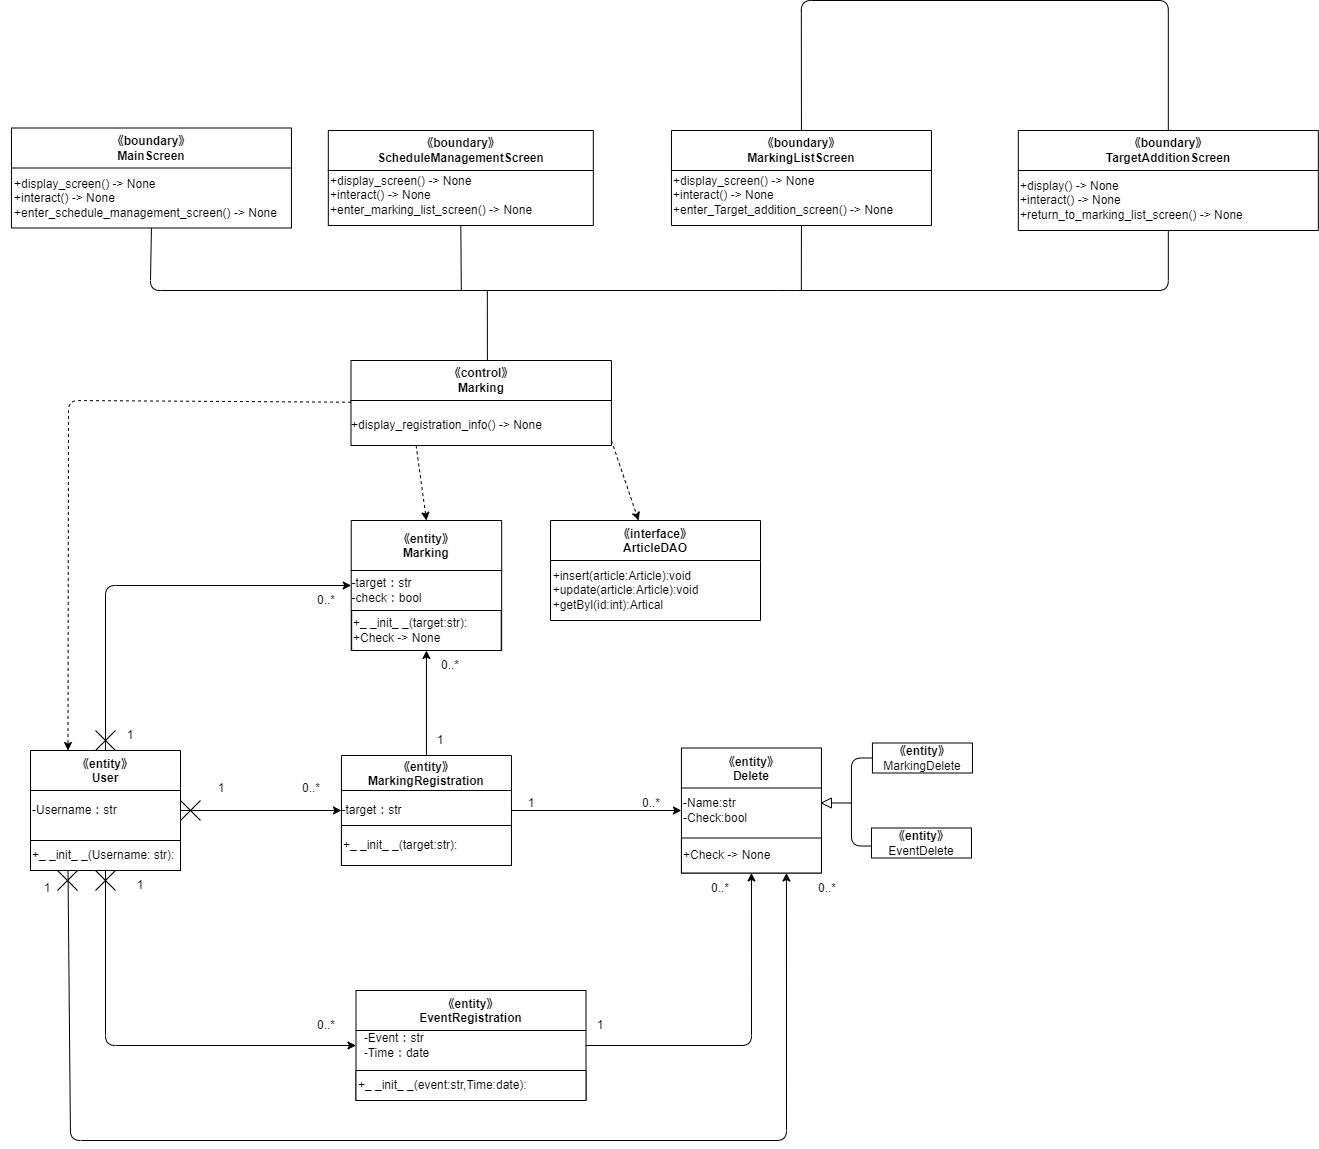 《boundary》
MainScreen
+display_screen() -> None
+interact() -> None
+enter_schedule_management_screen() -> None
《boundary》
ScheduleManagementScreen
+display_screen() -> None
+interact() -> None
+enter_marking_list_screen() -> None
《boundary》
MarkingListScreen
+display_screen() -> None
+interact() -> None
+enter_Target_addition_screen() -> None
《boundary》
TargetAdditionScreen
+display() -> None
+interact() -> None
+return_to_marking_list_screen() -> None
《control》
Marking
+display_registration_info() -> None
《entity》
Marking
-target : str
-check : bool
+_ _init_ _(target:str):
+Check -> None
《interface》
ArticleDAO
+insert(article:Article):void
+update(article:Article):void
+getByI(id:int):Artical
0..*
0..*
1
1
《entity》
User
-Username : str
+_ _init_ _(Username: str):
1
0..*
《entity》
MarkingRegistration
-target : str
+_ _init_ _(target:str):
1
0..*
《entity》
Delete
-Name:str
-Check:bool
+Check -> None
《entity》
MarkingDelete
《entity》
EventDelete
1
1
0..*
0..*
0..*
《entity》
EventRegistration
-Event : str
-Time : date
+_ _init_ _(event:str,Time:date):
1